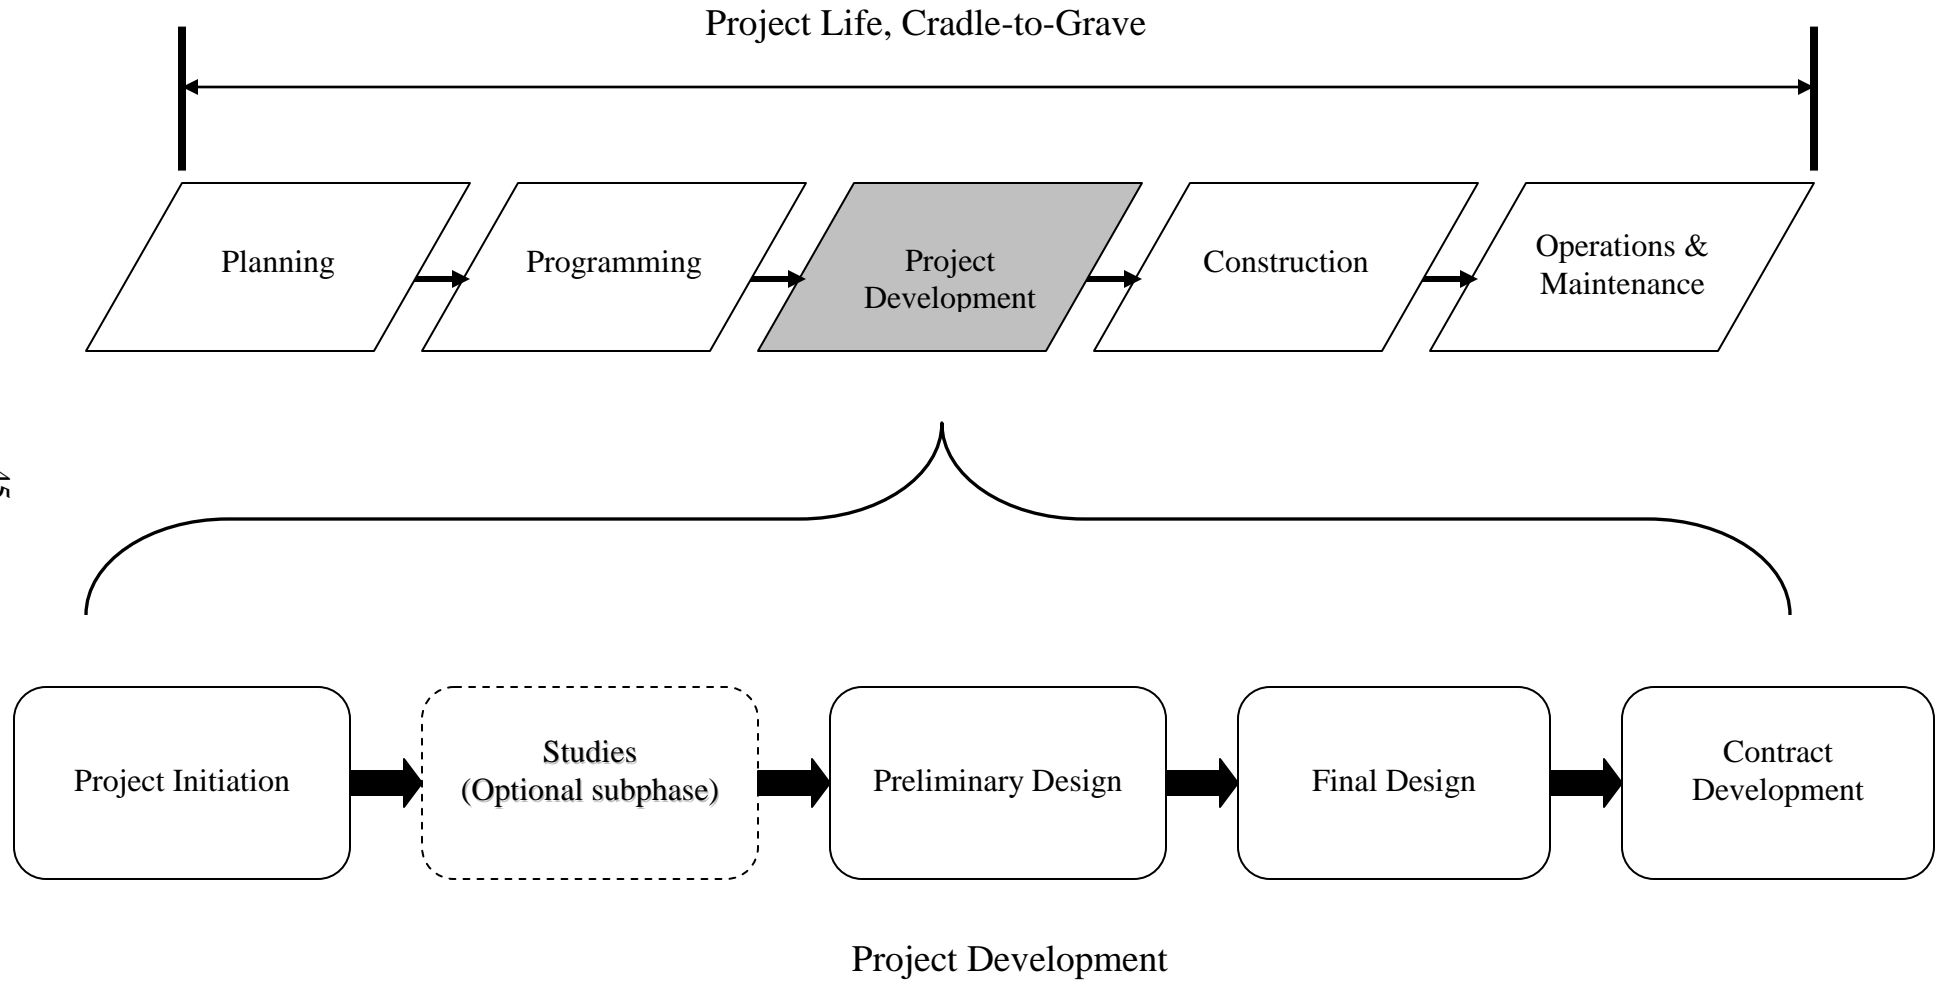 Project Life, Cradle-to-Grave
Planning
Programming
Project
Development
Construction
Operations &
Maintenance
Project Initiation
Studies
(Optional subphase)
Preliminary Design
Final Design
Contract
Development
Project Development